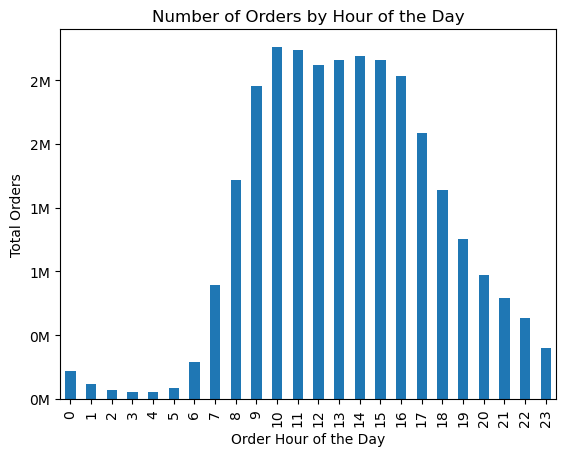 Number of Orders by Hour of the Day
Total Orders
2M
2M
1M
1M
0M
0M
0 1 2 3 4 5 6 7 8 9 10 11 12 13 14 15 16 17 18 19 20 21 22 23
Order Hour of the Day